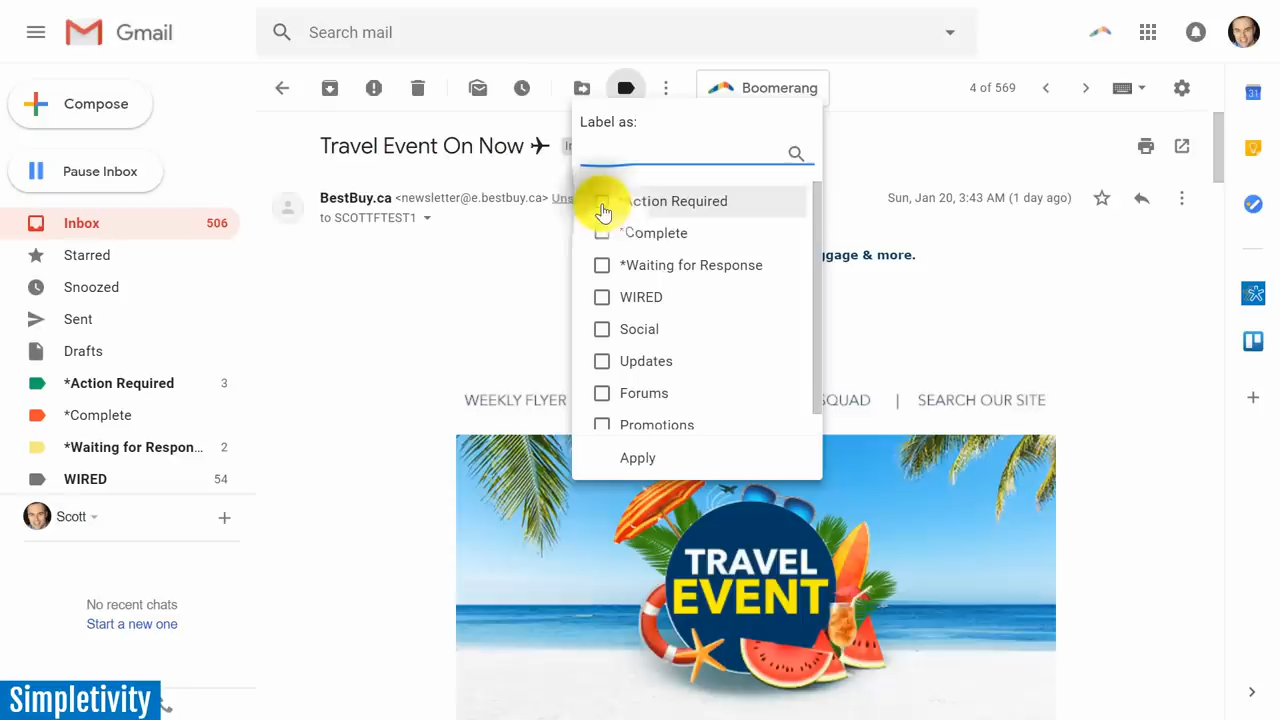 Gmail
Search mail
Compose
Boomerang
4 of 569
Label as:
Travel Event On Now
Pause Inbox
BestBuy.ca <newsletter@e.bestbuy.ca> Uns
Sun, Jan 20, 3:43 AM (1 day ago)
to SCOTTFTEST1
*Action Required
*Complete
*Waiting for Response
WIRED
Social
Updates
Forums
Promotions
Apply
ggage & more.
Inbox 506
Starred
Snoozed
Sent
Drafts
*Action Required 3
*Complete
*Waiting for Respon... 2
WIRED 54
Scott
No recent chats
Start a new one
WEEKLY FLYER
SQUAD | SEARCH OUR SITE
TRAVEL
EVENT
31
Simpletivity